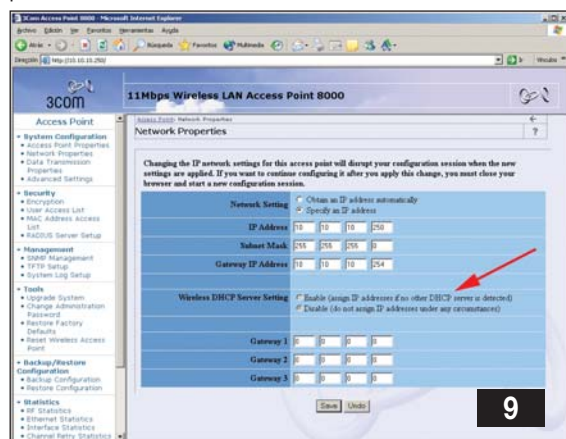 3Com Access Point 8000 - Microsoft Internet Explorer
Archivo Edición Ver Favoritos Herramientas Ayuda
Atrás Búsqueda Favoritos Multimedia
Dirección http://10.10.10.250/ Ir Vínculos
3com
11Mbps Wireless LAN Access Point 8000
Access Point
System Configuration
Access Point Properties
Network Properties
Data Transmission
Properties
Advanced Settings
Security
Encryption
User Access List
MAC Address Access
List
RADIUS Server Setup
Management
SNMP Management
TFTP Setup
System Log Setup
Tools
Upgrade System
Change Administration
Password
Restore Factory
Defaults
Reset Wireless Access
Point
Backup/Restore
Configuration
Backup Configuration
Restore Configuration
Statistics
RF Statistics
Ethernet Statistics
Interface Statistics
Channel Retry Statistics
Access Point: Network Properties
Network Properties
?
Changing the IP network settings for this access point will disrupt your configuration session when the new
settings are applied. If you want to continue configuring it after you apply this change, you must close your
browser and start a new configuration session.
Network Setting Obtain an IP address automatically
Specify an IP address
IP Address 10 10 10 250
Subnet Mask 255 255 255 0
Gateway IP Address 10 10 10 254
Wireless DHCP Server Setting Enable (assign IP addresses if no other DHCP server is detected)
Disable (do not assign IP addresses under any circumstances)
Gateway 1 0 0 0 0
Gateway 2 0 0 0 0
Gateway 3 0 0 0 0
Save Undo
9